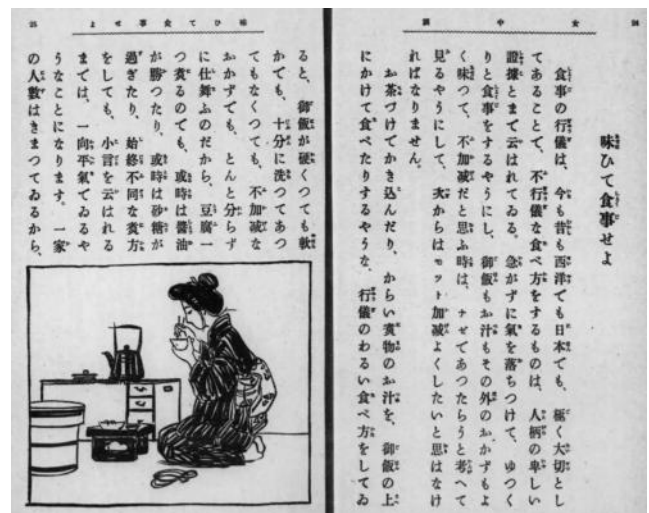 24
女中訓
味ひて食事せよ
食事の行儀は、今も昔も西洋でも日本でも、極く大切とし
てあることで、不行儀な食べ方をするものは、人柄の卑しい
證據とまで云はれてゐる。急がずに氣を落ちつけて、ゆつく
りと食事をするやうにし、御飯もお汁もその外のおかずもよ
く味つて、不加減だと思ふ時は、ナゼであつたらうと考へて
見るやうにして、次からはモツト加減よくしたいと思はなけ
ればなりません。
お茶づけでかき込んだり、からい煮物のお汁を、御飯の上
にかけて食べたりするやうな、行儀のわるい食べ方をしてゐ
味ひて食事せよ
25
ると、御飯が硬くつても軟
かでも、十分に洗つてあつ
てもなくつても、不加減な
おかずでも、とんと分らず
に仕舞ふのだから、豆腐一
つ煮るのでも、或時は醤油
が勝つたり、或時は砂糖が
過ぎたり、始終不同な煮方
をしても、小言を云はれる
までは、一向平氣でゐるや
うなことになります。一家
の人數はきまつてゐるから、